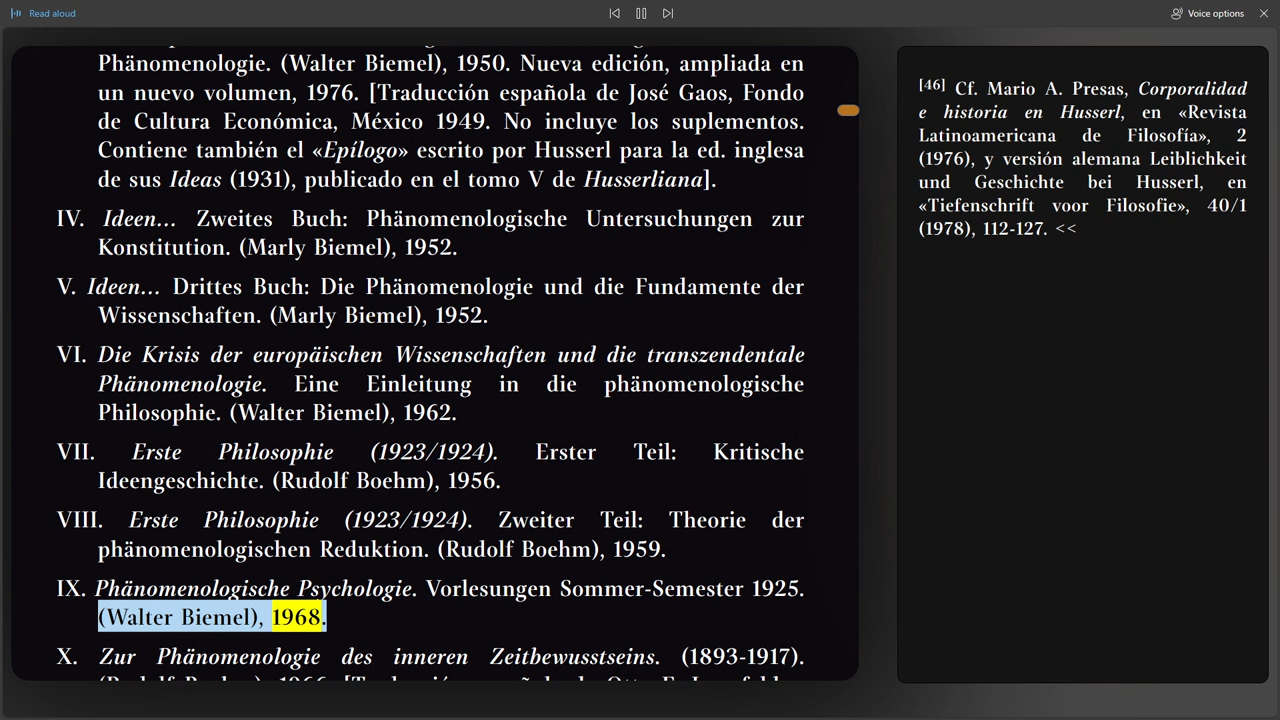 Read aloud
Voice options
Phänomenologie. (Walter Biemel), 1950. Nueva edición, ampliada en
un nuevo volumen, 1976. [Traducción española de José Gaos, Fondo
de Cultura Económica, México 1949. No incluye los suplementos.
Contiene también el «Epílogo» escrito por Husserl para la ed. inglesa
de sus Ideas (1931), publicado en el tomo V de Husserliana].
IV. Ideen... Zweites Buch: Phänomenologische Untersuchungen zur
Konstitution. (Marly Biemel), 1952.
V. Ideen... Drittes Buch: Die Phänomenologie und die Fundamente der
Wissenschaften. (Marly Biemel), 1952.
VI. Die Krisis der europäischen Wissenschaften und die transzendentale
Phänomenologie. Eine Einleitung in die phänomenologische
Philosophie. (Walter Biemel), 1962.
VII. Erste Philosophie (1923/1924). Erster Teil: Kritische
Ideengeschichte. (Rudolf Boehm), 1956.
VIII. Erste Philosophie (1923/1924). Zweiter Teil: Theorie der
phänomenologischen Reduktion. (Rudolf Boehm), 1959.
IX. Phänomenologische Psychologie. Vorlesungen Sommer-Semester 1925.
(Walter Biemel), 1968.
X. Zur Phänomenologie des inneren Zeitbewusstseins. (1893-1917).
[46] Cf. Mario A. Presas, Corporalidad
e historia en Husserl, en «Revista
Latinoamericana de Filosofía», 2
(1976), y versión alemana Leiblichkeit
und Geschichte bei Husserl, en
«Tiefenschrift voor Filosofie», 40/1
(1978), 112-127. <<